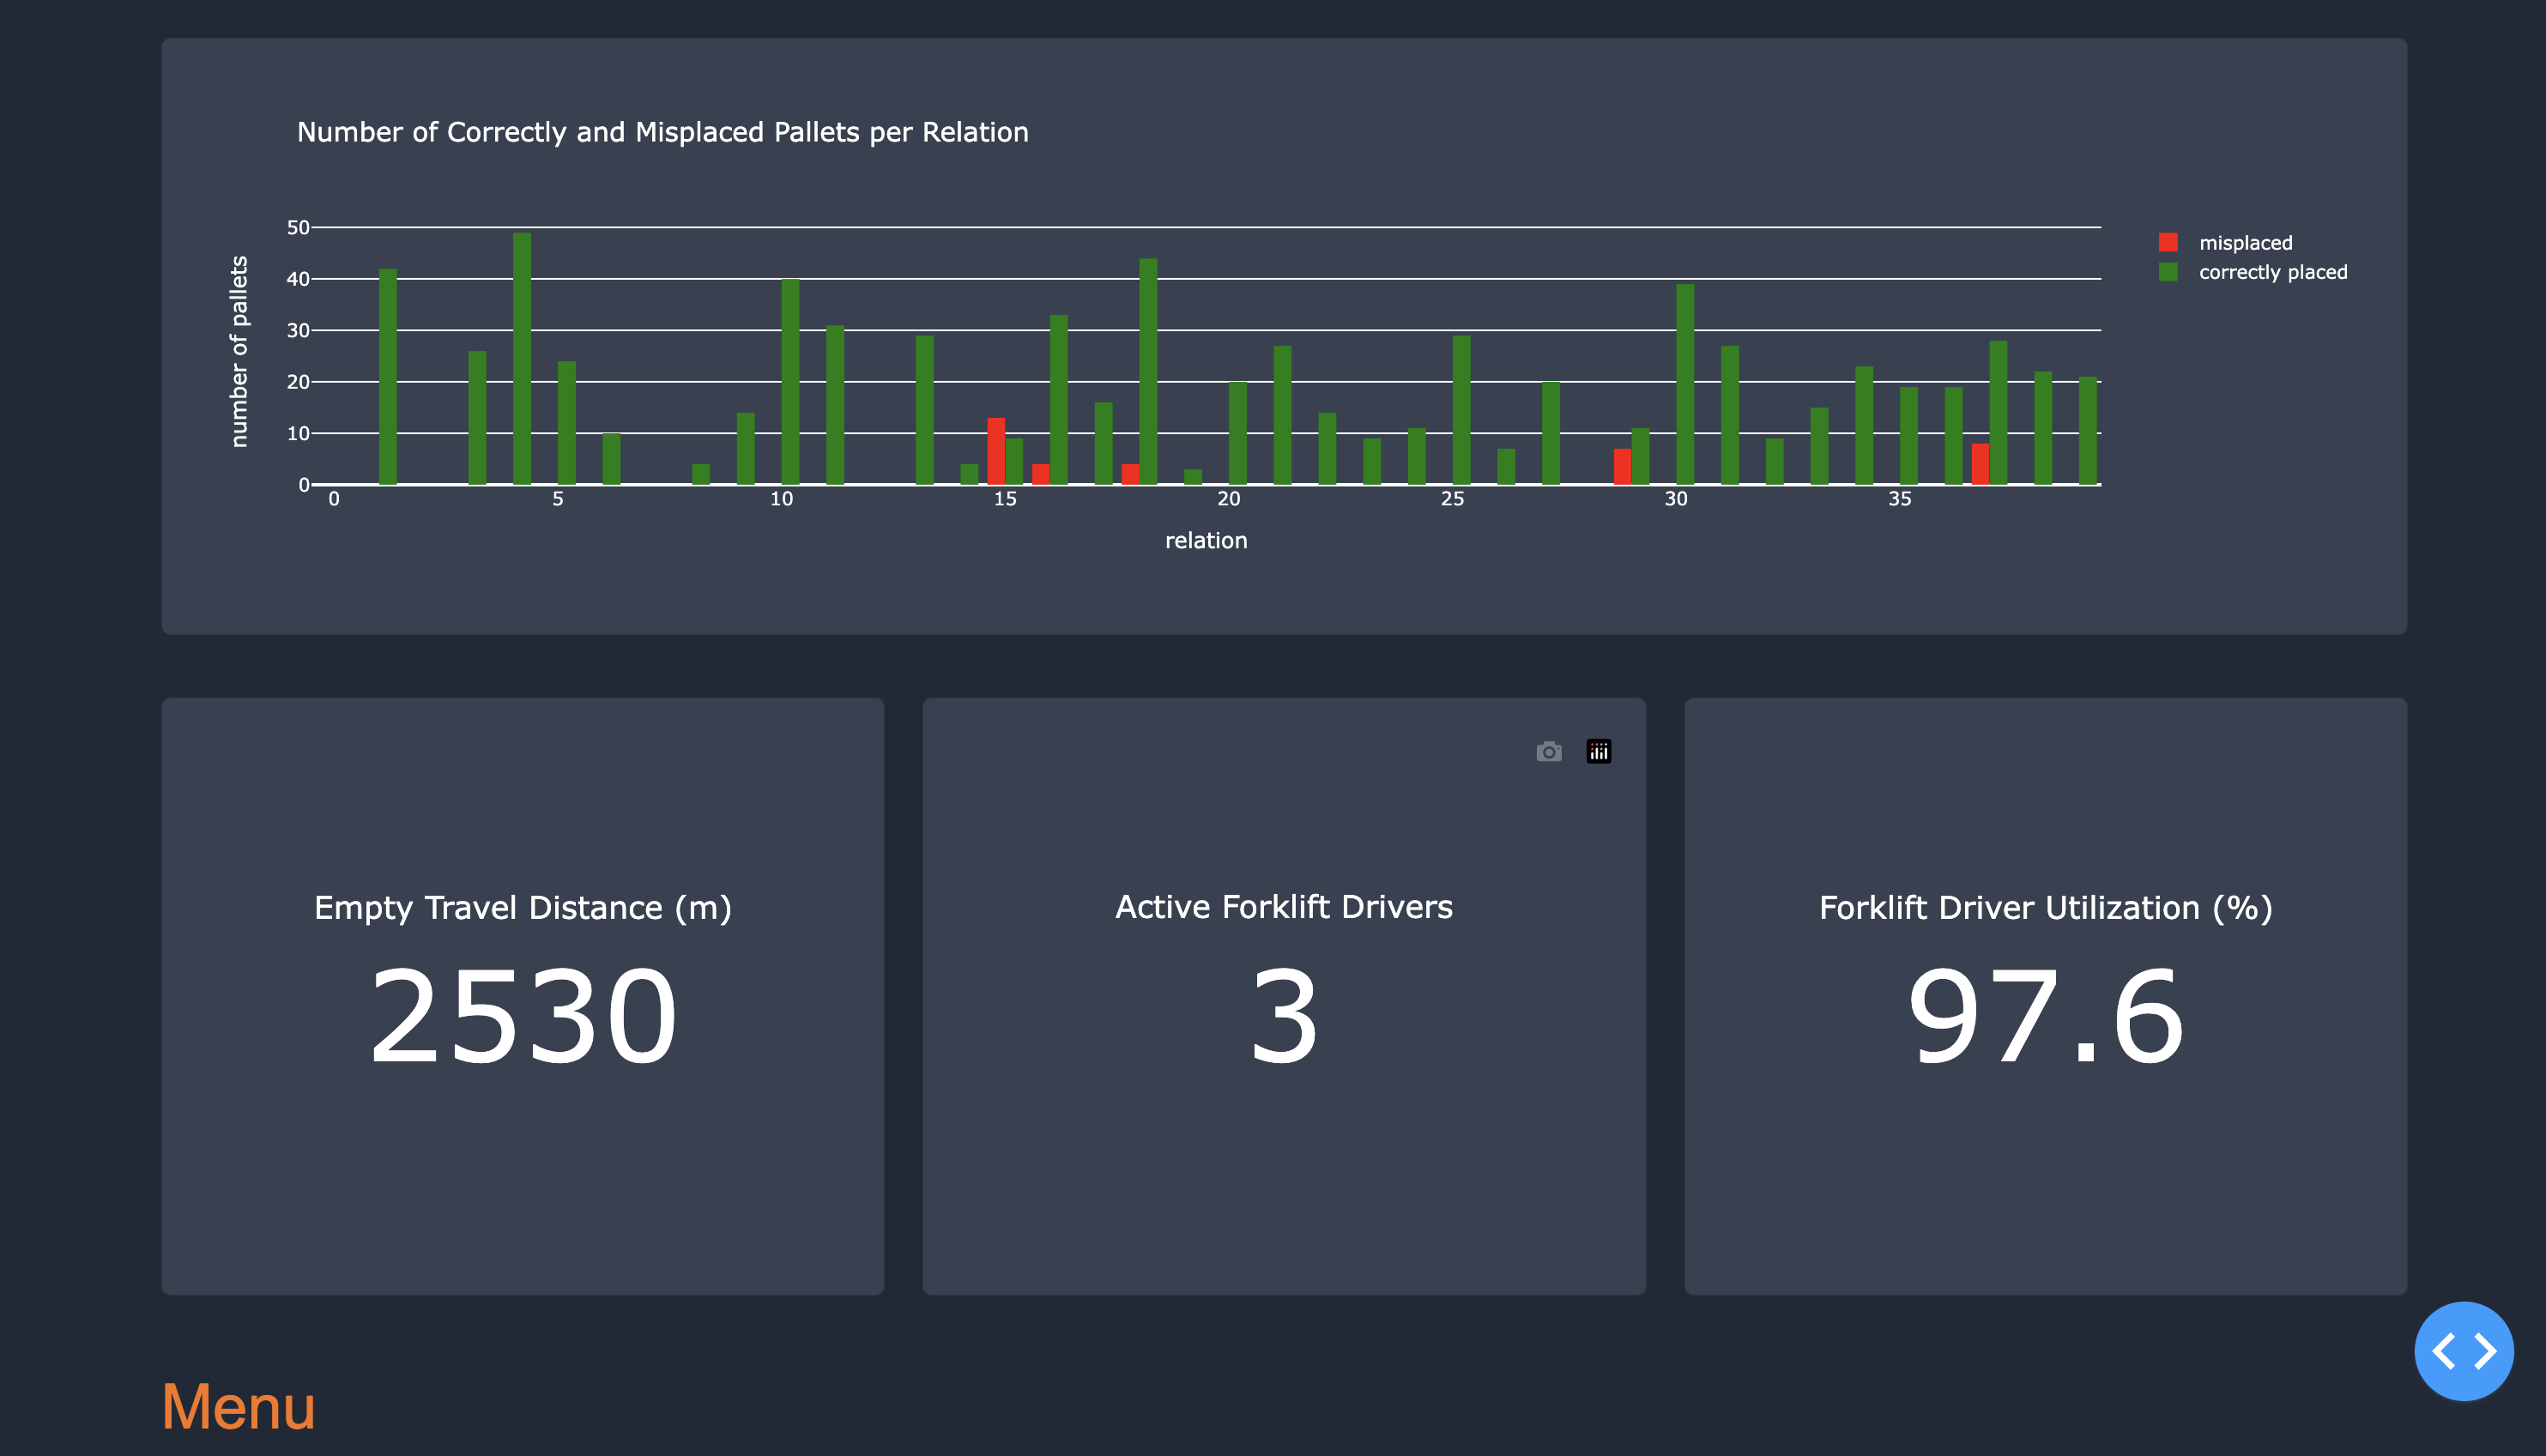 Number of Correctly and Misplaced Pallets per Relation
number of pallets
50
40
30
20
10
0
0 5 10 15 20 25 30 35
relation
misplaced
correctly placed
Empty Travel Distance (m)
2530
Active Forklift Drivers
3
Forklift Driver Utilization (%)
97.6
Menu